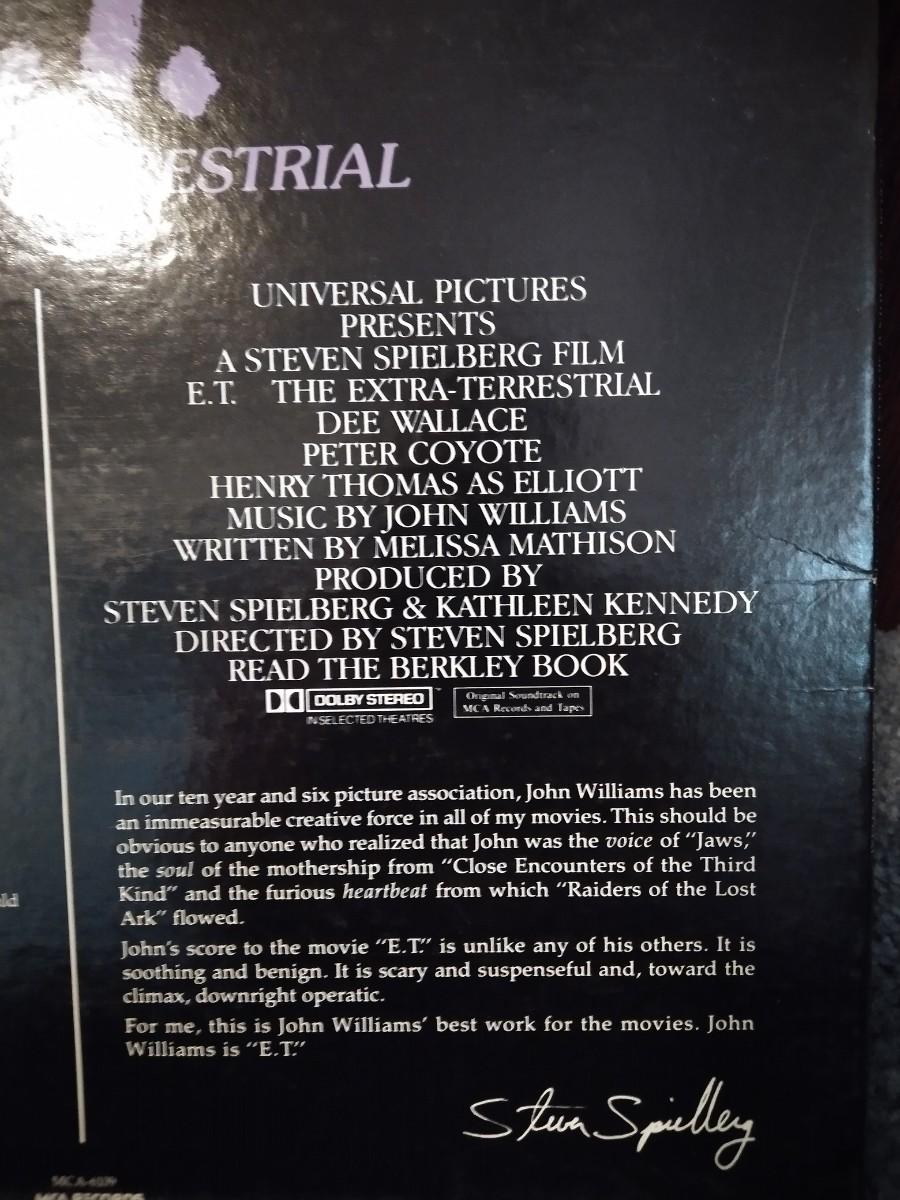 ESTRIAL
UNIVERSAL PICTURES
PRESENTS
A STEVEN SPIELBERG FILM
E.T. THE EXTRA-TERRESTRIAL
DEE WALLACE
PETER COYOTE
HENRY THOMAS AS ELLIOTT
MUSIC BY JOHN WILLIAMS
WRITTEN BY MELISSA MATHISON
PRODUCED BY
STEVEN SPIELBERG & KATHLEEN KENNEDY
DIRECTED BY STEVEN SPIELBERG
READ THE BERKLEY BOOK
DOLBY STEREO™
IN SELECTED THEATRES
Original Soundtrack on
MCA Records and Tapes
In our ten year and six picture association, John Williams has been
an immeasurable creative force in all of my movies. This should be
obvious to anyone who realized that John was the voice of "Jaws,"
the soul of the mothership from "Close Encounters of the Third
Kind" and the furious heartbeat from which "Raiders of the Lost
Ark" flowed.
John's score to the movie "E.T." is unlike any of his others. It is
soothing and benign. It is scary and suspenseful and, toward the
climax, downright operatic.
For me, this is John Williams' best work for the movies. John
Williams is "E.T."
Steven Spielberg
ld
MCA RECORDS